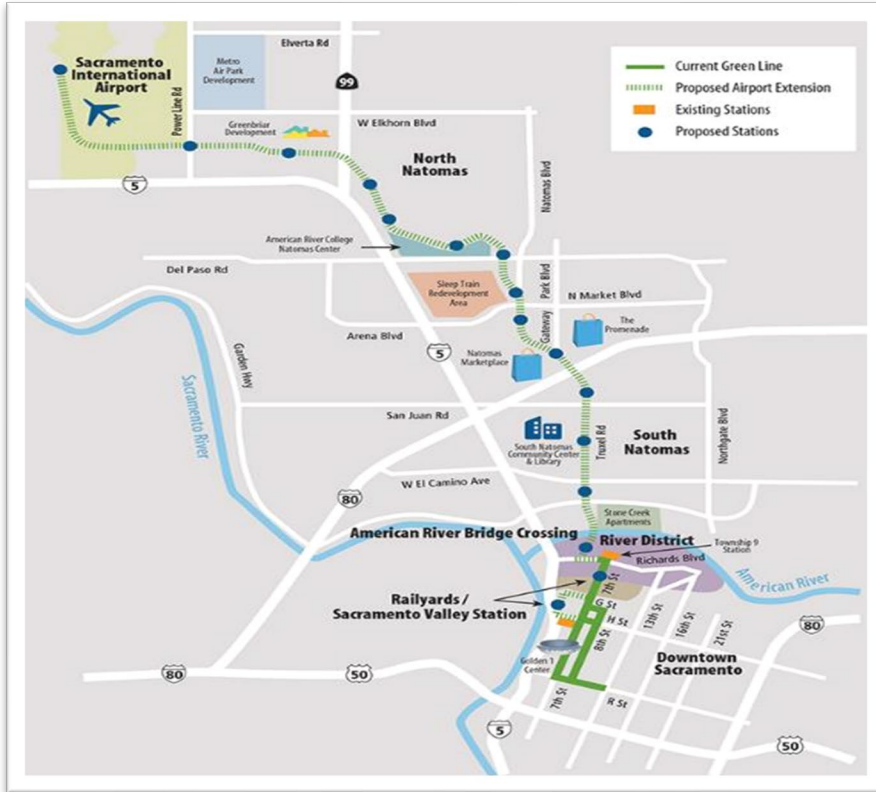 Elverta Rd
Sacramento
International
Airport
Metro
Air Park
Development
99
Current Green Line
Proposed Airport Extension
Existing Stations
Proposed Stations
Power Line Rd
Greenbriar
Development
W Elkhorn Blvd
5
North
Natomas
Natomas Blvd
American River College
Natomas Center
Del Paso Rd
Sleep Train
Redevelopment
Area
Park Blvd
Gateway
N Market Blvd
The
Promenade
Arena Blvd
5
Natomas
Marketplace
Garden Hwy
Sacramento River
San Juan Rd
South Natomas
Community Center
& Library
Truxel Rd
South
Natomas
Northgate Blvd
W El Camino Ave
80
Stone Creek
Apartments
American River Bridge Crossing
River District
Township 9
Station
Richards Blvd
American River
7th St
Railyards /
Sacramento Valley Station
G St
H St
13th St
16th St
21st St
80
8th St
Golden 1
Center
Downtown
Sacramento
80
50
7th St
R St
5
50